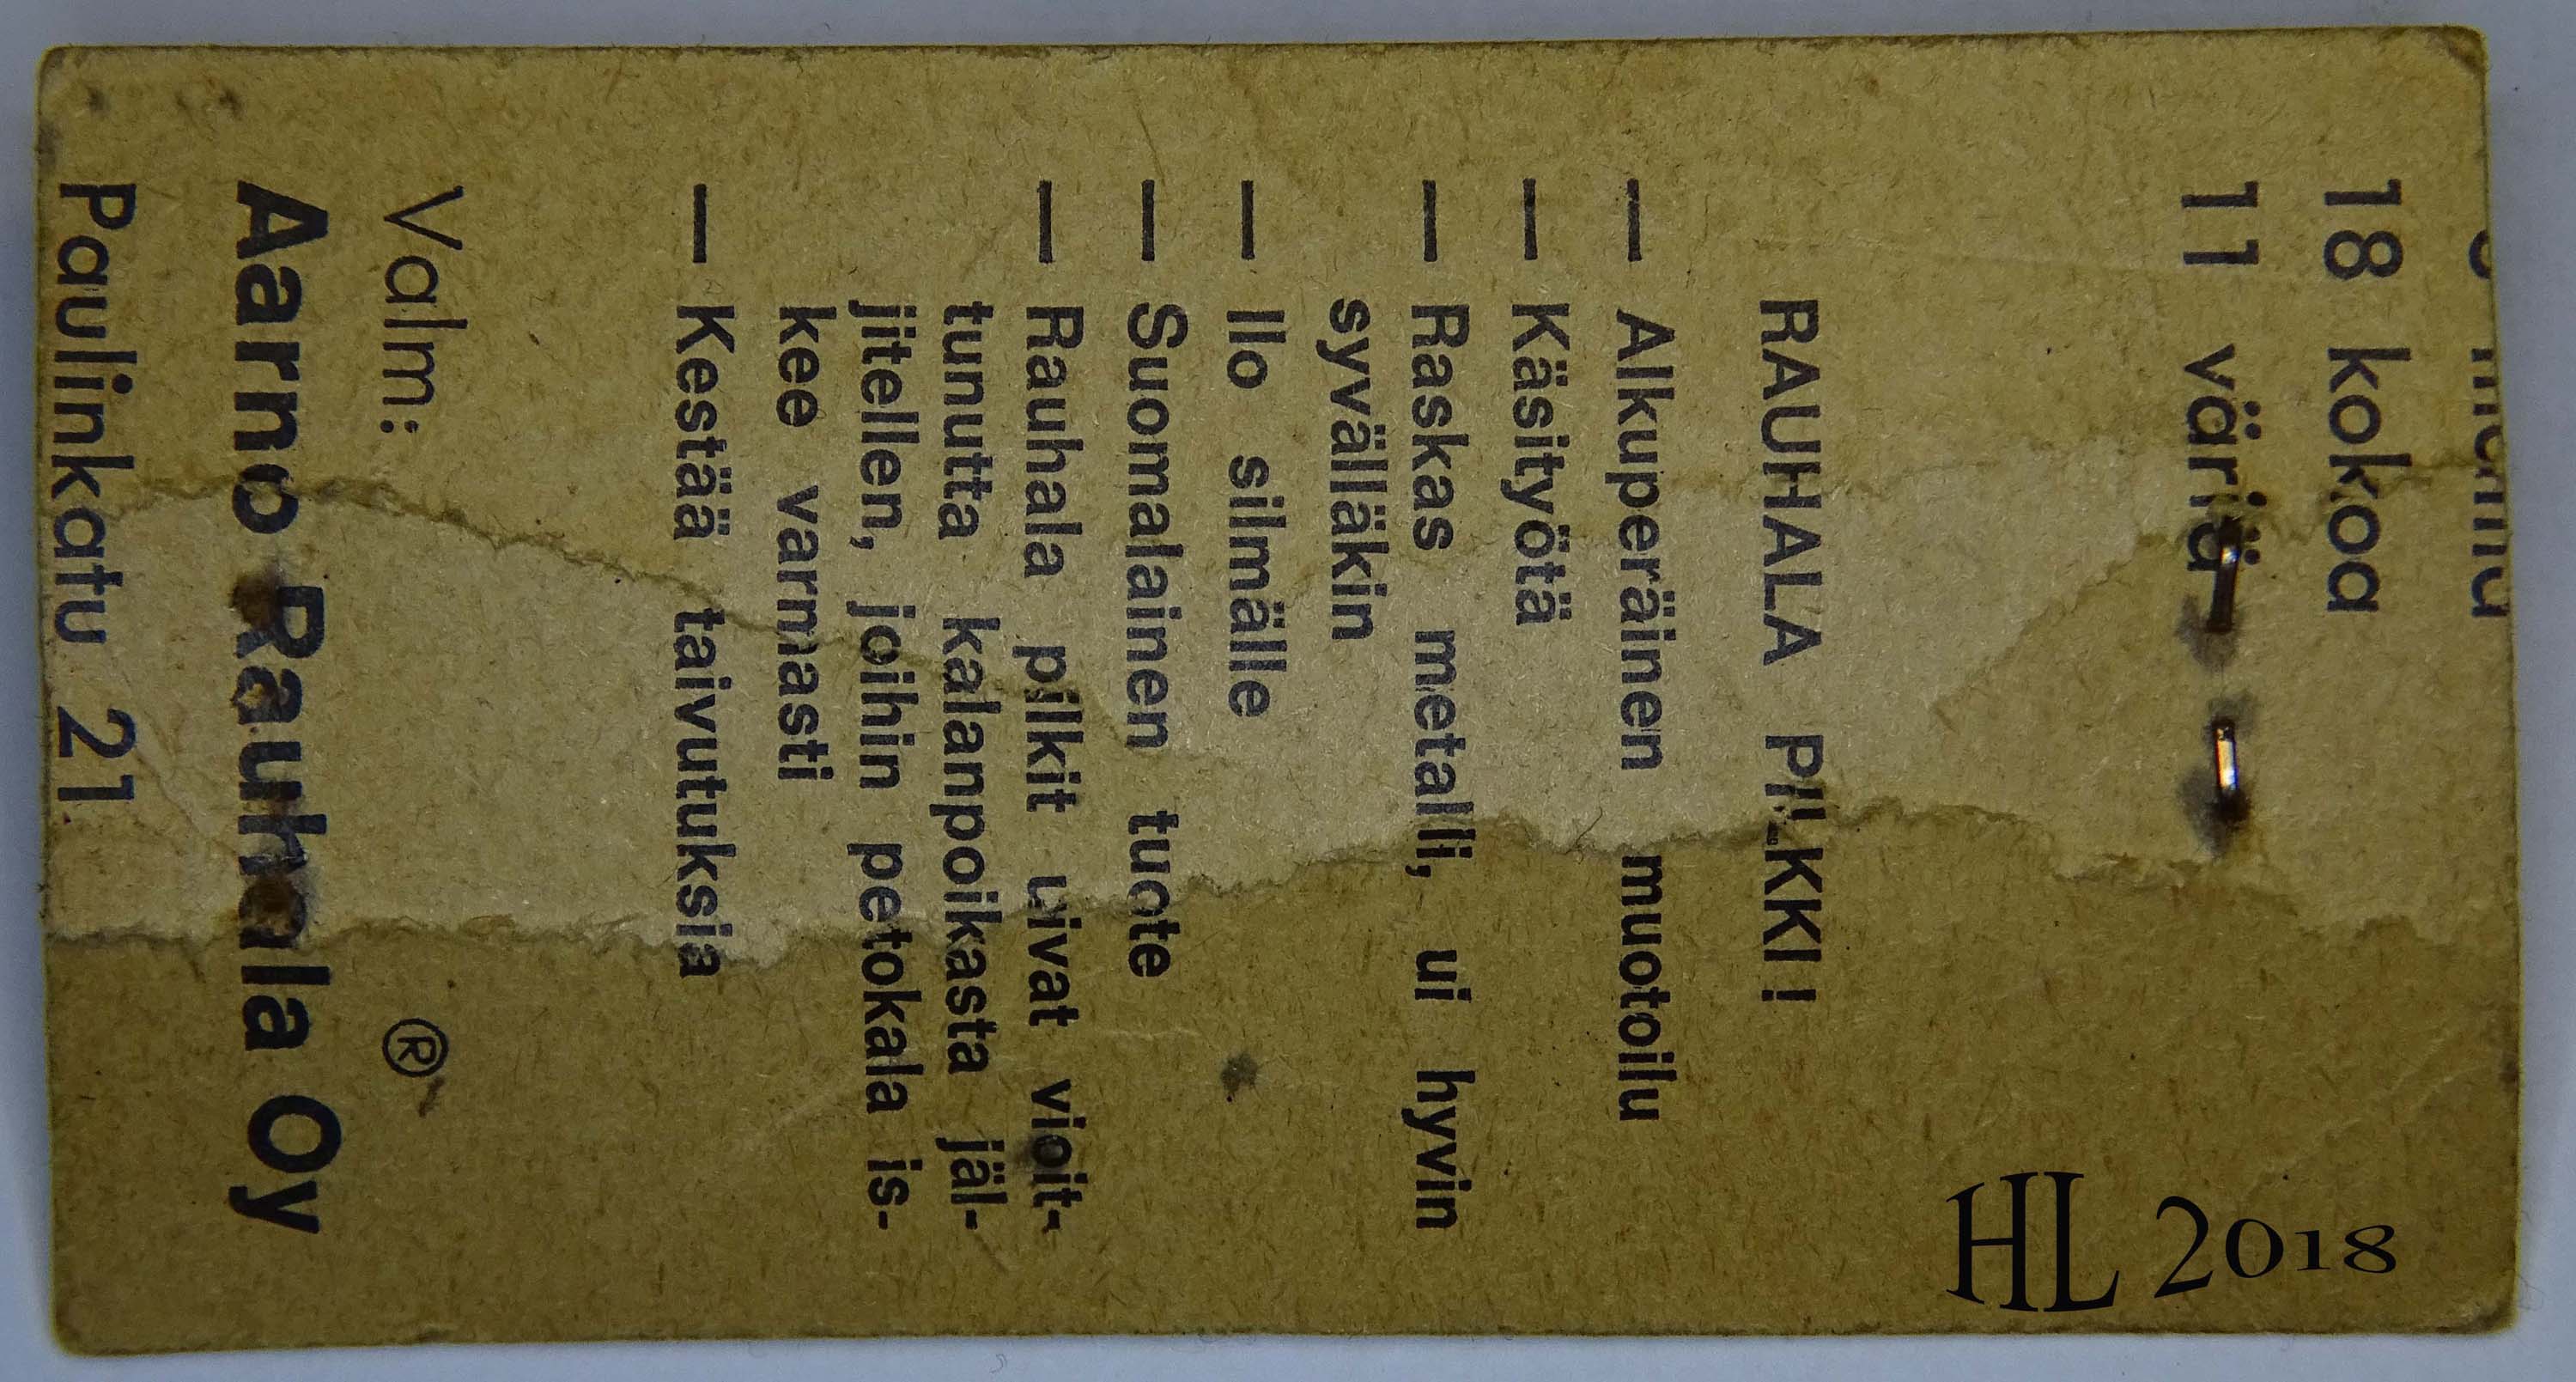 18 kokoa
11 väriä
RAUHALA PILKKI!
— Alkuperäinen muotoilu
— Käsityötä
— Raskas metalli, ui hyvin
syvälläkin
— Ilo silmälle
— Suomalainen tuote
— Rauhala pilkit uivat vioit-
tunutta kalanpoikasta jäl-
jitellen, joihin petokala is-
kee varmasti
— Kestää taivutuksia
Valm: ®
Aarno Rauhala Oy
Paulinkatu 21
HL 2018